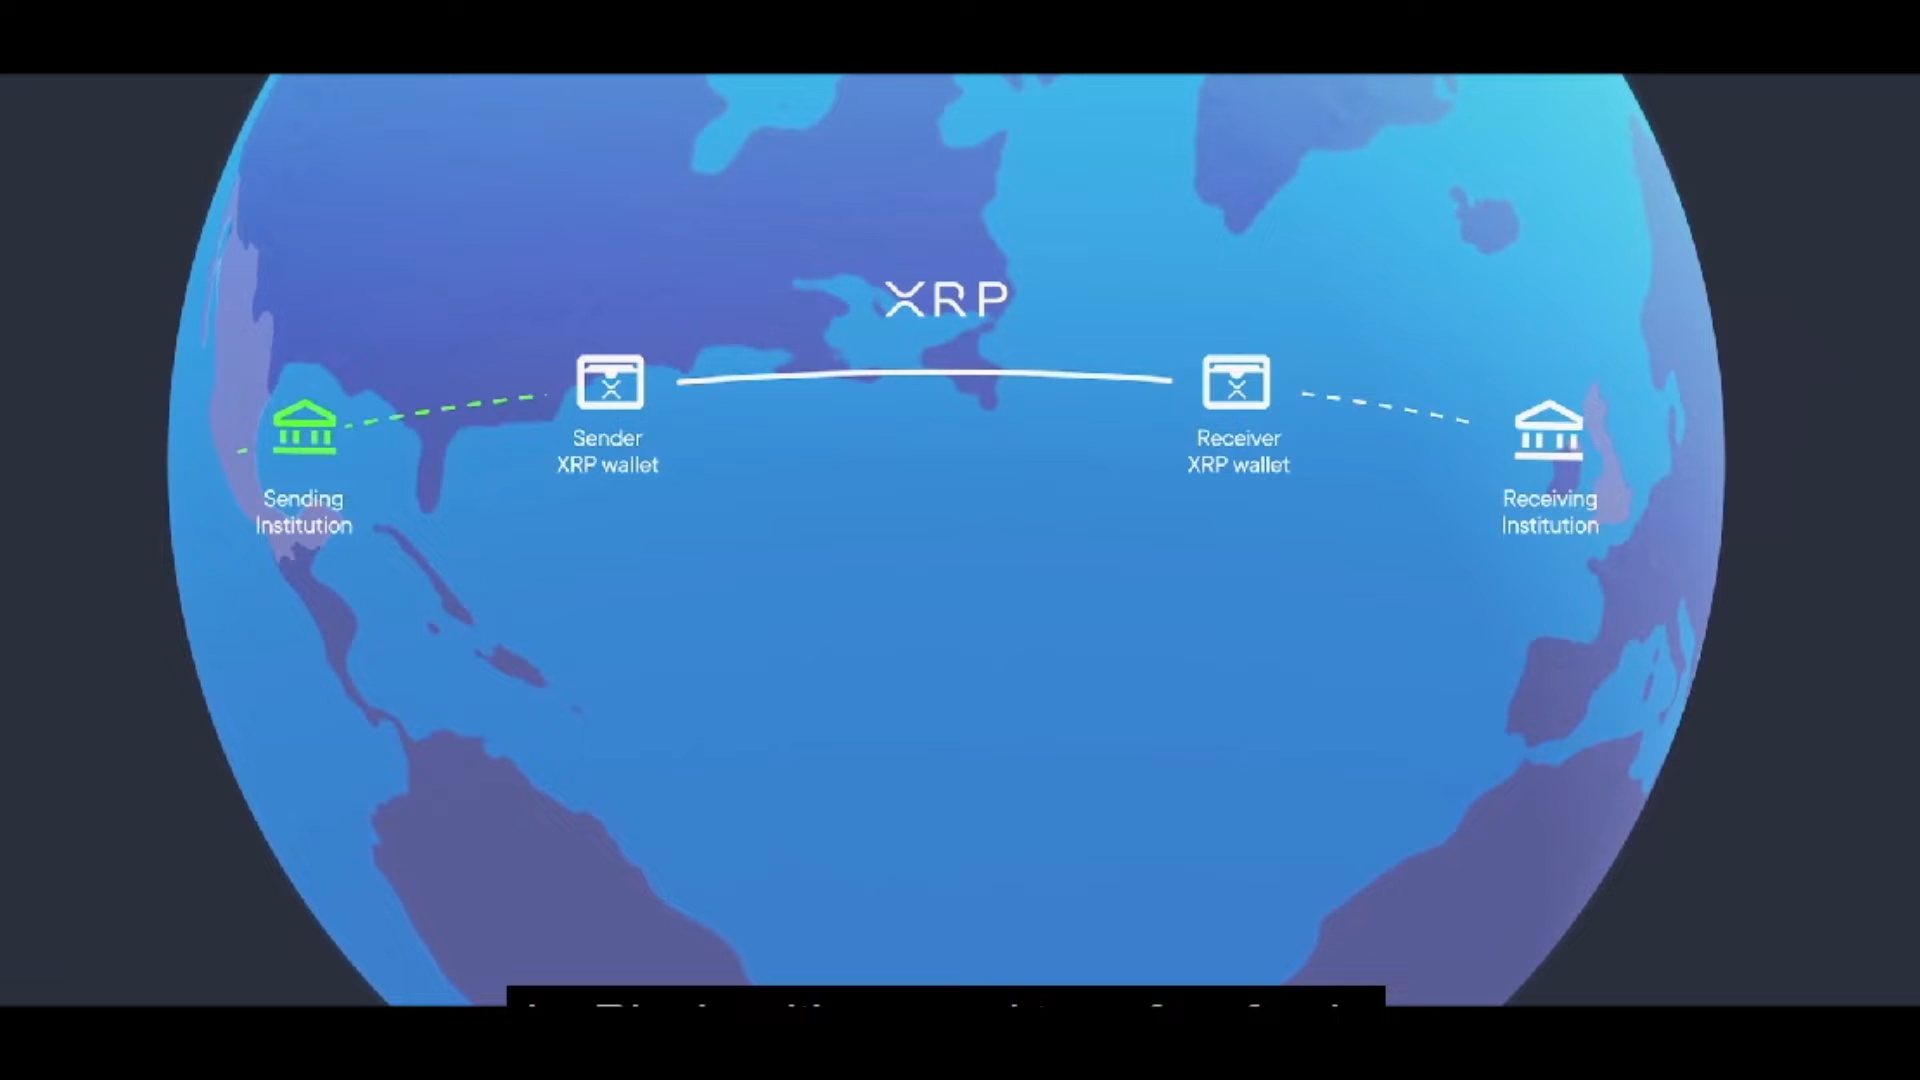 XRP
Sender
XRP wallet
Receiver
XRP wallet
Sending
Institution
Receiving
Institution